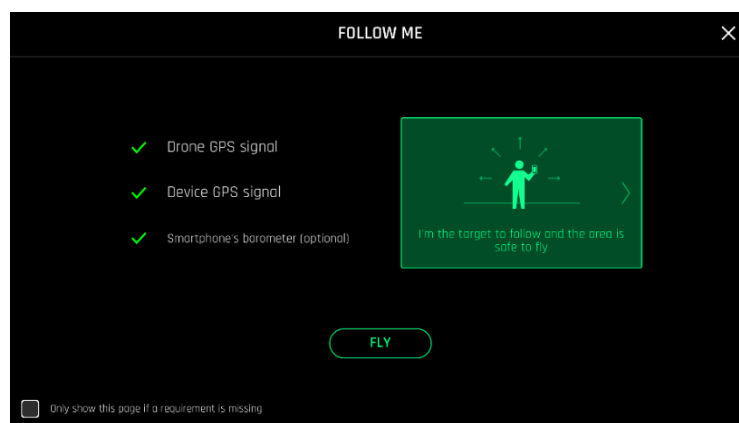 FOLLOW ME
Drone GPS signal
Device GPS signal
Smartphone's barometer (optional)
I'm the target to follow and the area is
safe to fly
FLY
Only show this page if a requirement is missing